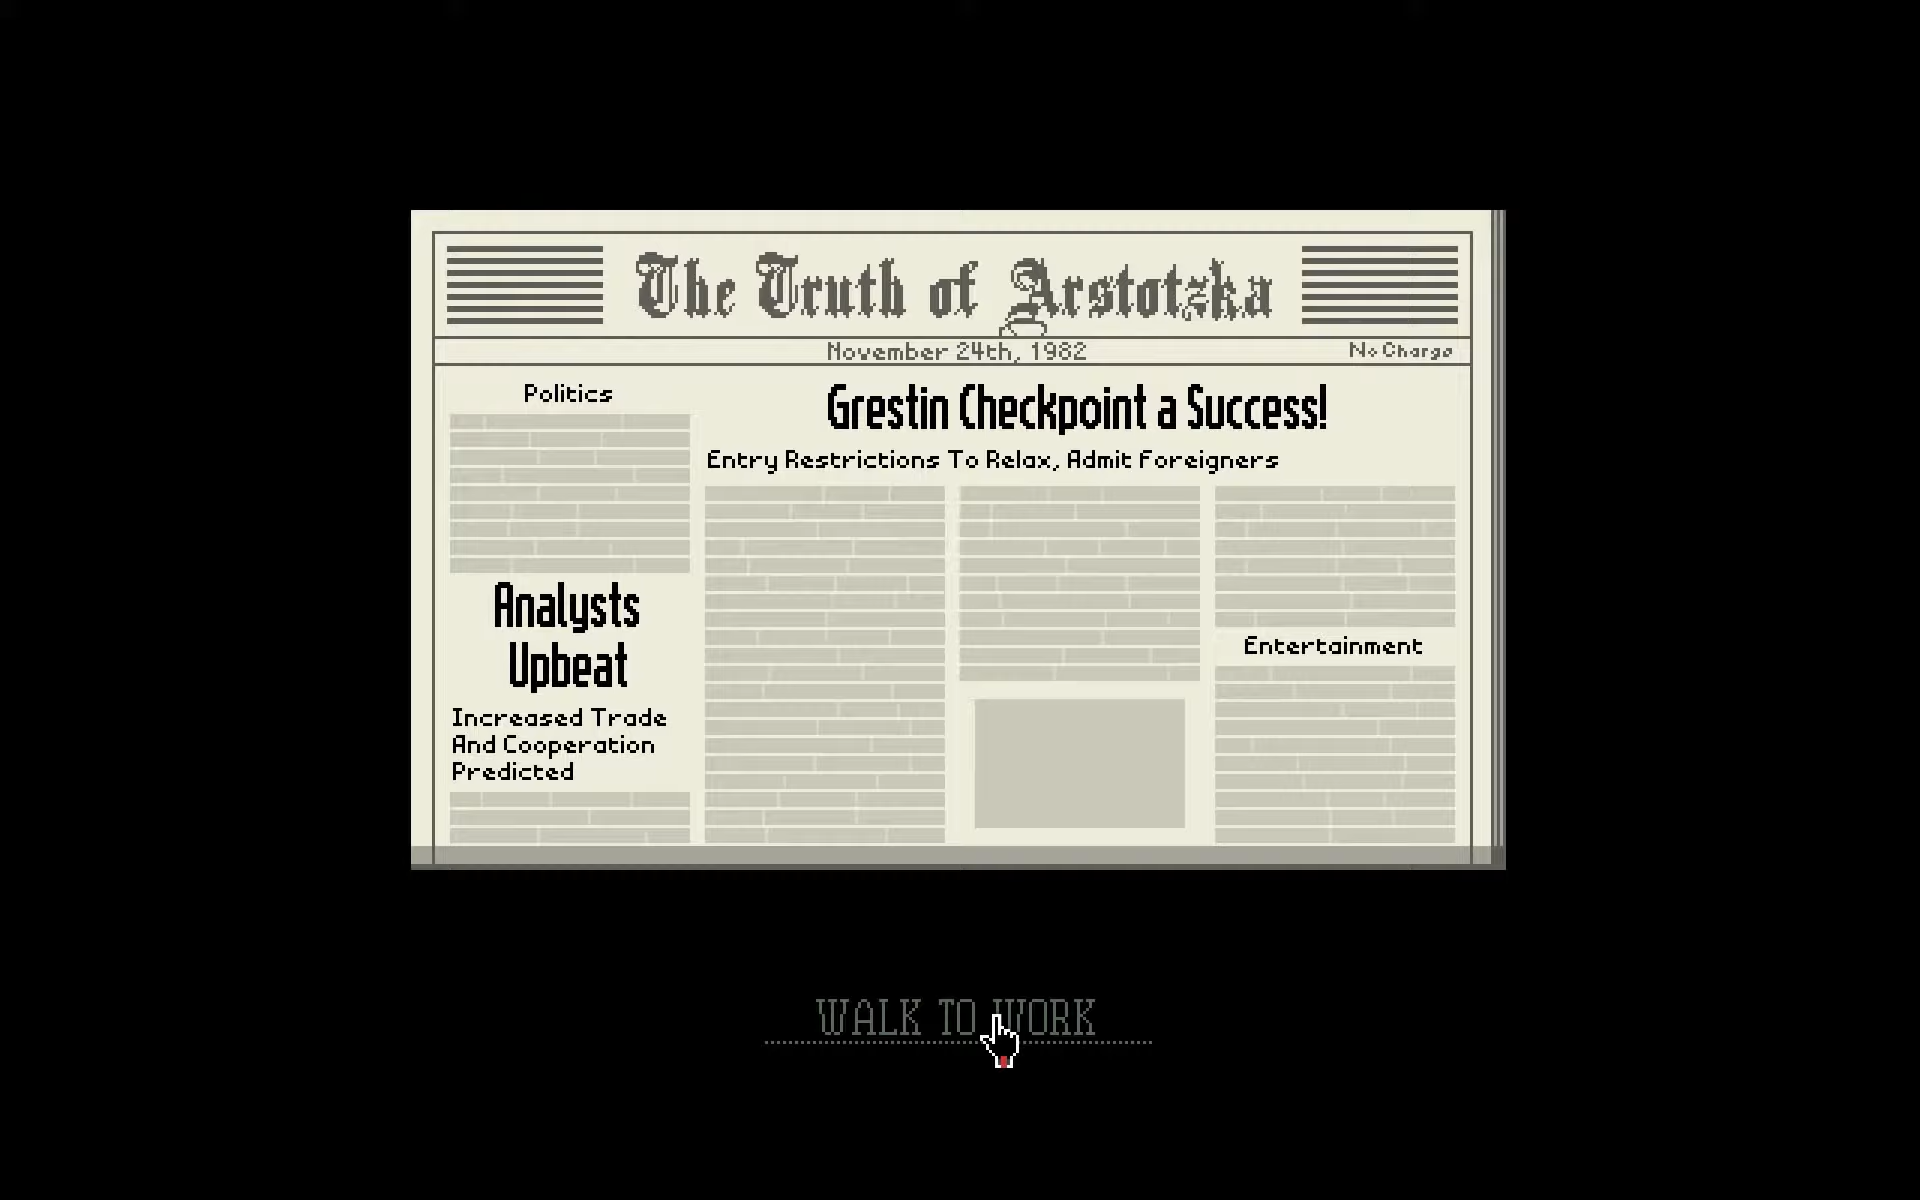 The Truth of Arstotzka
November 24th, 1982
No Charge
Politics
Analysts
Upbeat
Increased Trade
And Cooperation
Predicted
Grestin Checkpoint a Success!
Entry Restrictions To Relax, Admit Foreigners
Entertainment
WALK TO WORK